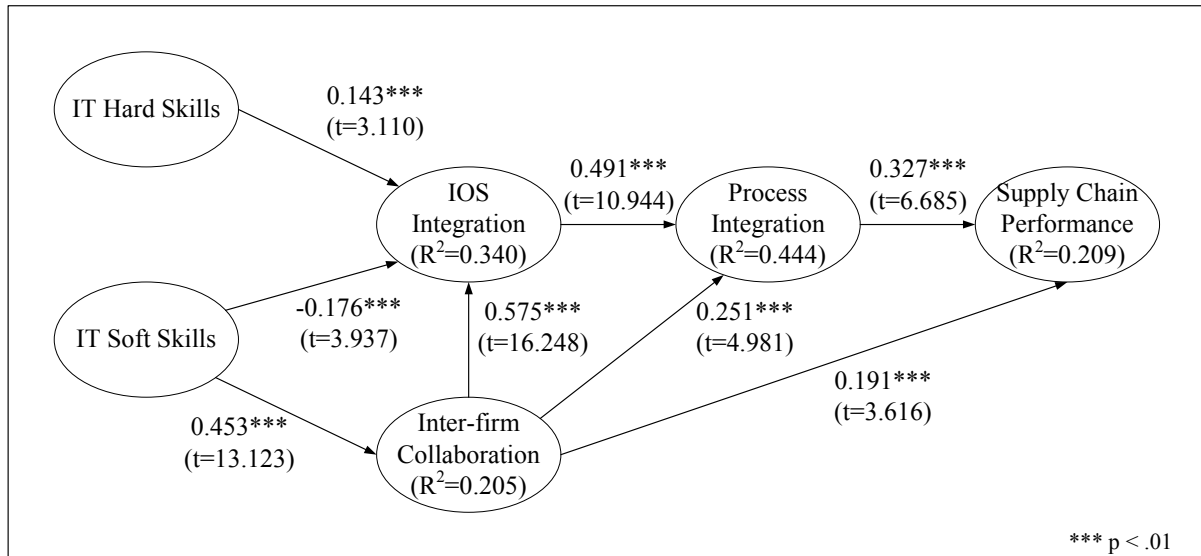 IT Hard Skills
0.143***
(t=3.110)
IOS
Integration
(R²=0.340)
0.491***
(t=10.944)
Process
Integration
(R²=0.444)
0.327***
(t=6.685)
Supply Chain
Performance
(R²=0.209)
IT Soft Skills
-0.176***
(t=3.937)
0.575***
(t=16.248)
0.251***
(t=4.981)
0.191***
(t=3.616)
0.453***
(t=13.123)
Inter-firm
Collaboration
(R²=0.205)
*** p < .01